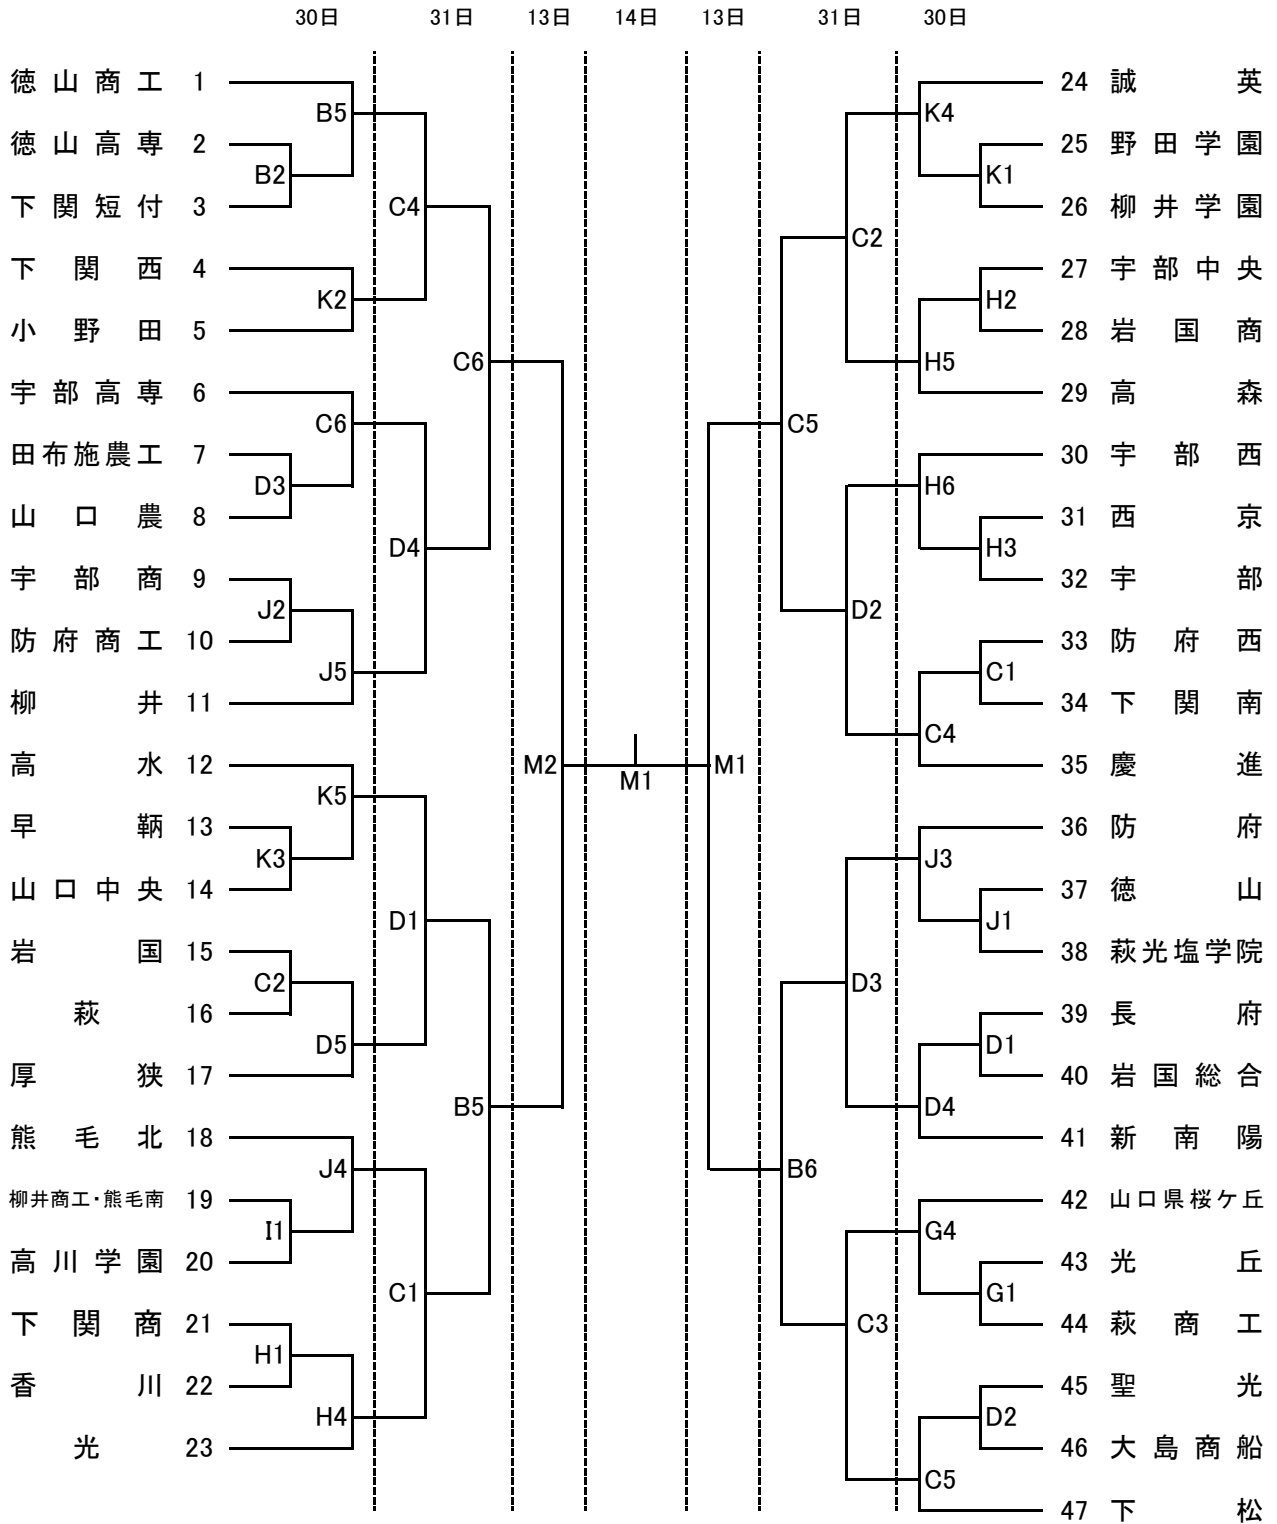 30日 31日 13日 14日 13日 31日 30日
徳山商工 1 24 誠英
B5 K4
徳山高専 2 25 野田学園
B2 K1
下関短付 3 C4 26 柳井学園
C2
下関西 4 27 宇部中央
K2 H2
小野田 5 28 岩国商
C6 H5
宇部高専 6 29 高森
C6 C5
田布施農工 7 30 宇部西
D3 H6
山口農 8 31 西京
D4 H3
宇部商 9 32 宇部
J2 D2
防府商工 10 33 防府西
J5 C1
柳井 11 34 下関南
C4
高水 12 M2 M1 M1 35 慶進
K5
早鞆 13 36 防府
K3 J3
山口中央 14 37 徳山
D1 J1
岩国 15 38 萩光塩学院
C2 D3
萩 16 39 長府
D5 D1
厚狭 17 40 岩国総合
B5 D4
熊毛北 18 41 新南陽
J4 B6
柳井商工・熊毛南 19 42 山口県桜ケ丘
I1 G4
高川学園 20 43 光丘
C1 G1
下関商 21 C3 44 萩商工
H1
香川 22 45 聖光
H4 D2
光 23 46 大島商船
C5
47 下松